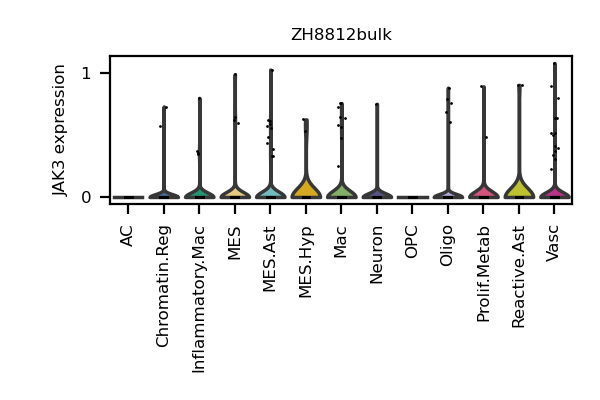 ZH8812bulk
JAK3 expression
1
0
AC
Chromatin.Reg
Inflammatory.Mac
MES
MES.Ast
MES.Hyp
Mac
Neuron
OPC
Oligo
Prolif.Metab
Reactive.Ast
Vasc